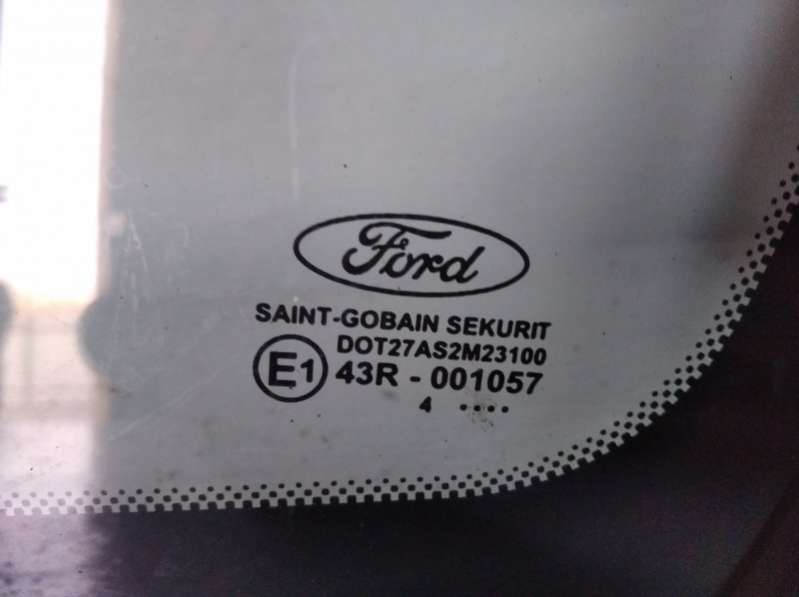 Ford
SAINT-GOBAIN SEKURIT
DOT27AS2M23100
E1 43R - 001057
4 ....